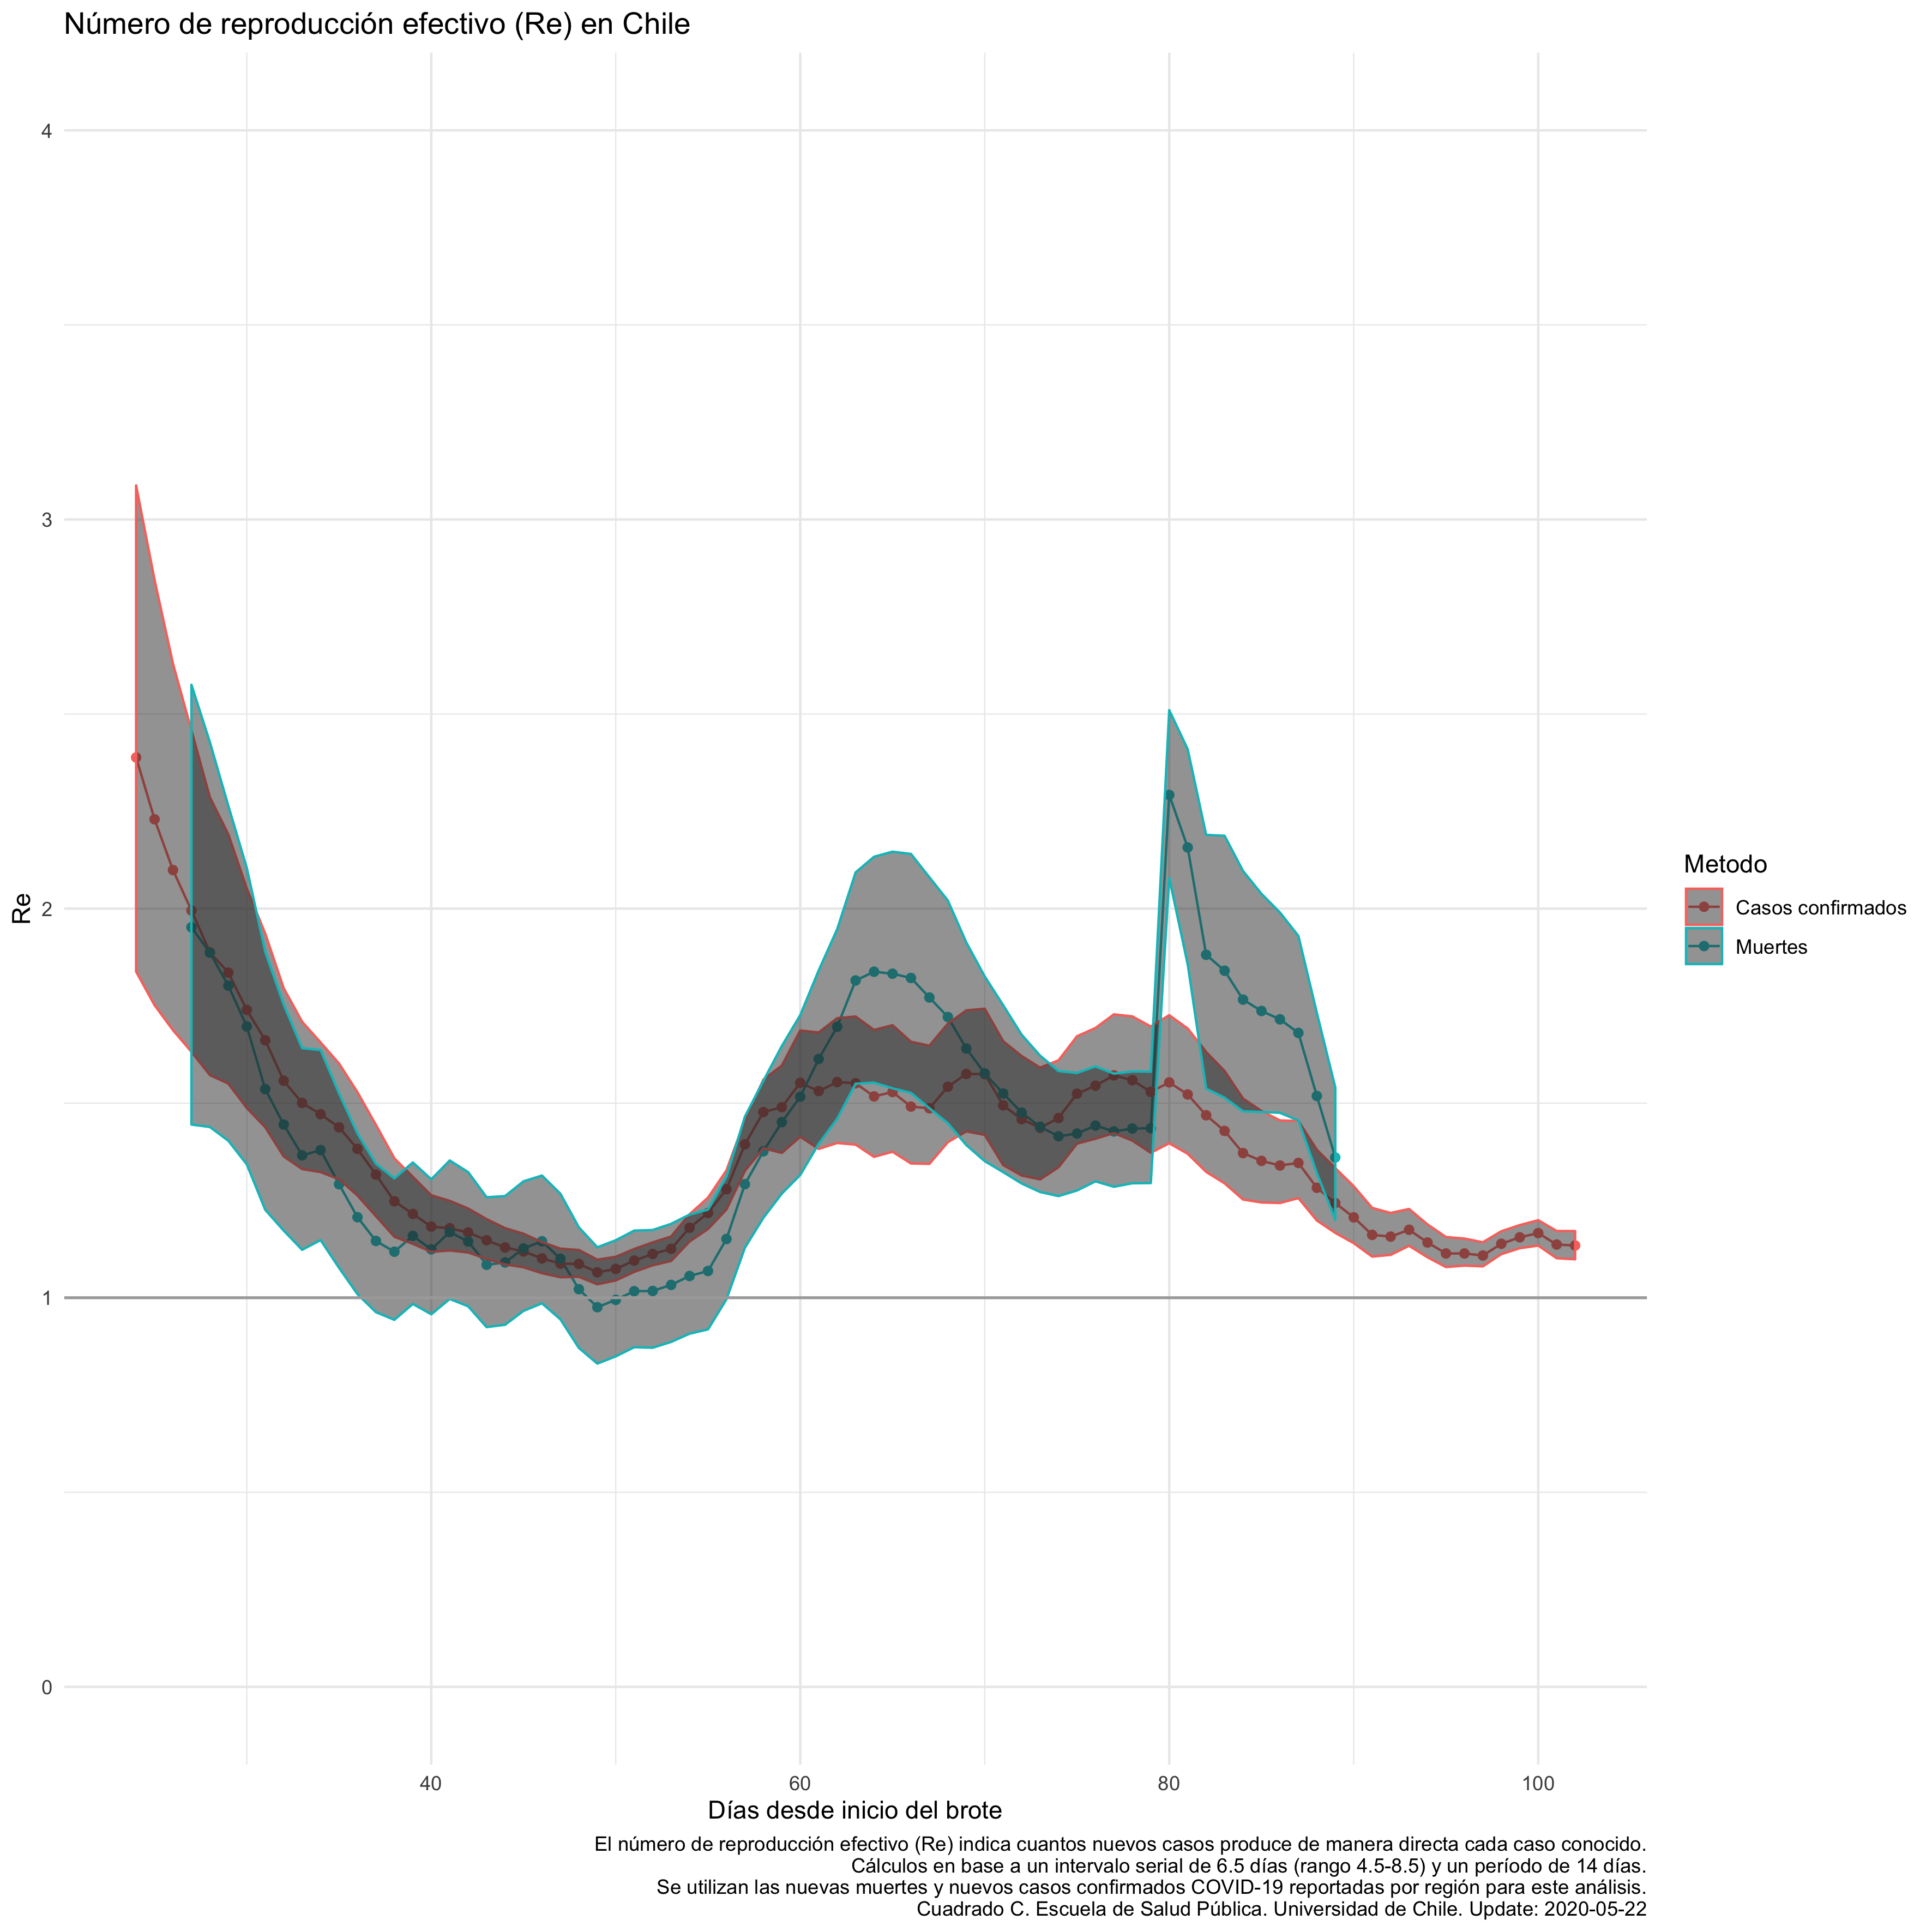 Número de reproducción efectivo (Re) en Chile
4
3
2
1
0
Re
40
60
80
100
Días desde inicio del brote
Metodo
Casos confirmados
Muertes
El número de reproducción efectivo (Re) indica cuantos nuevos casos produce de manera directa cada caso conocido.
Cálculos en base a un intervalo serial de 6.5 días (rango 4.5-8.5) y un período de 14 días.
Se utilizan las nuevas muertes y nuevos casos confirmados COVID-19 reportadas por región para este análisis.
Cuadrado C. Escuela de Salud Pública. Universidad de Chile. Update: 2020-05-22